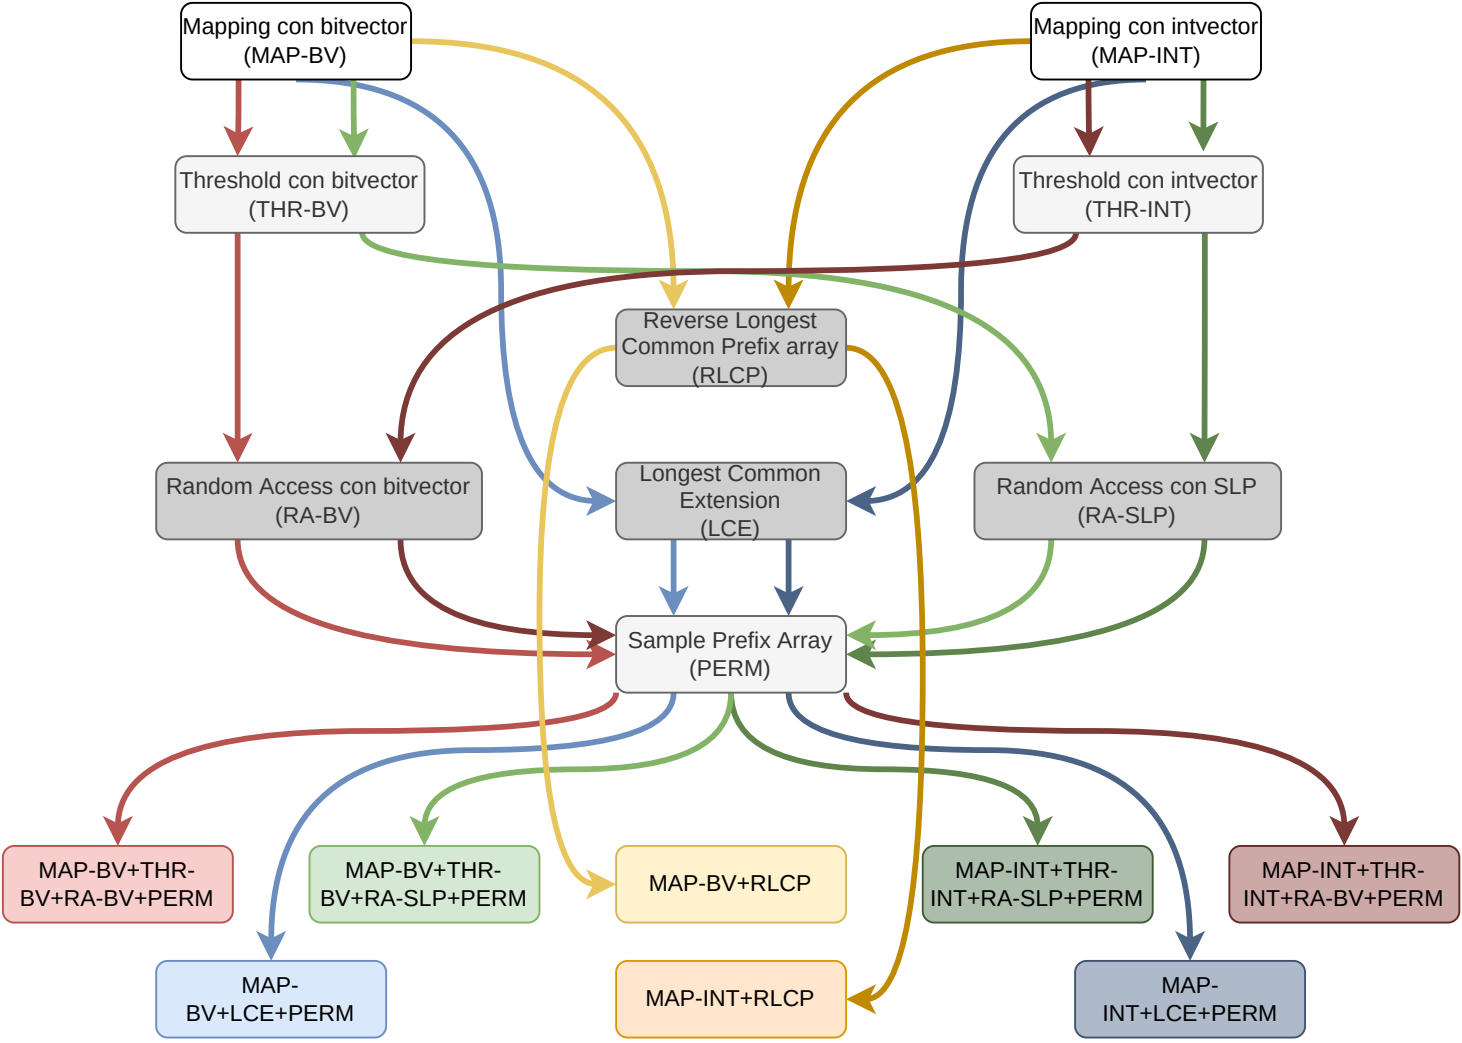 Mapping con bitvector
(MAP-BV)
Mapping con intvector
(MAP-INT)
Threshold con bitvector
(THR-BV)
Threshold con intvector
(THR-INT)
Reverse Longest
Common Prefix array
(RLCP)
Random Access con bitvector
(RA-BV)
Longest Common
Extension
(LCE)
Random Access con SLP
(RA-SLP)
Sample Prefix Array
(PERM)
MAP-BV+THR-
BV+RA-BV+PERM
MAP-BV+THR-
BV+RA-SLP+PERM
MAP-BV+RLCP
MAP-INT+THR-
INT+RA-SLP+PERM
MAP-INT+THR-
INT+RA-BV+PERM
MAP-
BV+LCE+PERM
MAP-INT+RLCP
MAP-
INT+LCE+PERM